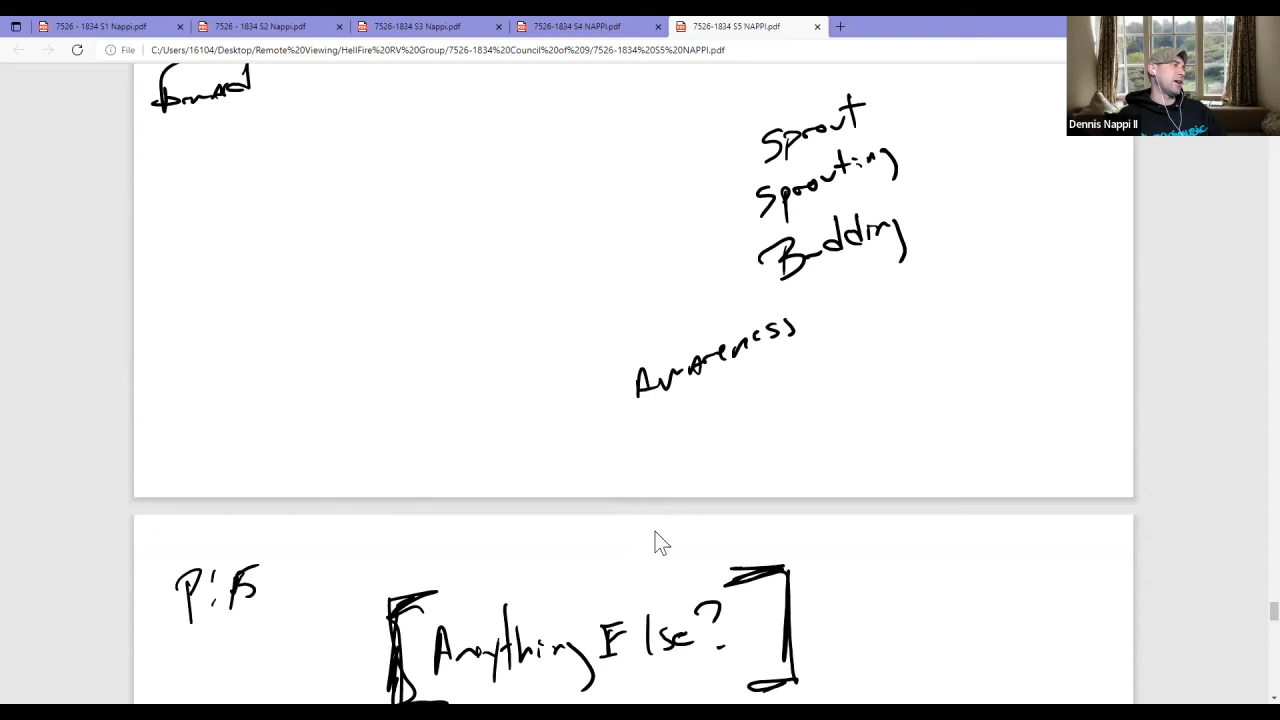 7526 - 1834 S1 Nappi.pdf
7526 - 1834 S2 Nappi.pdf
7526-1834 S3 Nappi.pdf
7526-1834 S4 NAPPI.pdf
7526-1834 S5 NAPPI.pdf
File
C:/Users/16104/Desktop/Remote%20Viewing/HellFire%20RV%20Group/7526-1834%20Council%20of%209/7526-1834%20S5%20NAPPI.pdf
Dennis Nappi II
forward
Sprout
Sprouting
Budding
Awareness
[Anything Else?]